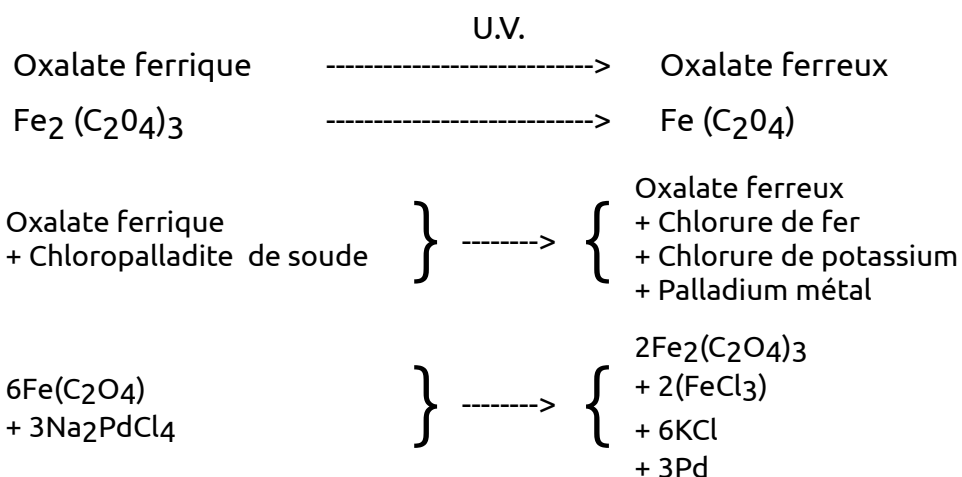 U.V.
Oxalate ferrique ----------------------------> Oxalate ferreux
Fe2 (C204)3 ----------------------------> Fe (C204)
Oxalate ferrique
+ Chloropalladite de soude
} -------->
{ Oxalate ferreux
+ Chlorure de fer
+ Chlorure de potassium
+ Palladium métal
6Fe(C2O4)
+ 3Na2PdCl4
} -------->
{ 2Fe2(C2O4)3
+ 2(FeCl3)
+ 6KCl
+ 3Pd